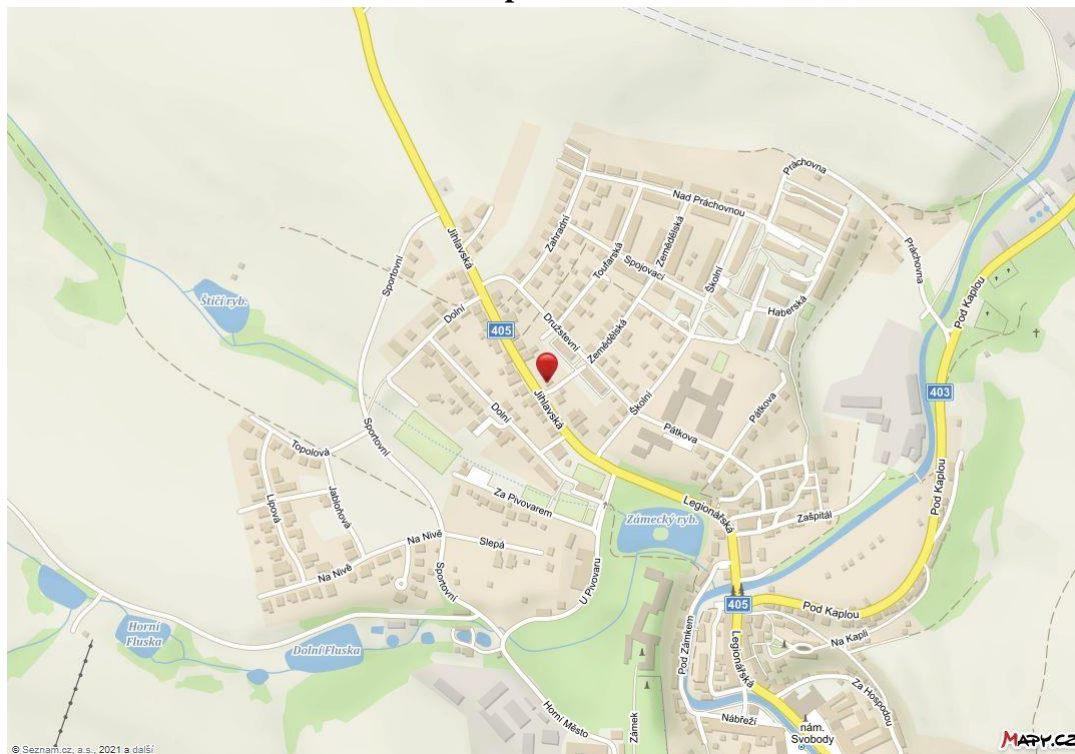 Práchovna
Nad Práchovnou
Jihlavská
Zahradní
Toufarská
Zemědělská
Spojovací
Školní
Práchovna
Pod Kaplou
Sportovní
Štičí ryb.
Haberská
Dolní
405
Družstevní
Zemědělská
403
Jihlavská
Dolní
Školní
Pátkova
Pátkova
Sportovní
Topolová
Lipová
Jabloňová
Pod Kaplou
Za Pivovarem
Legionářská
Zámecký ryb.
Zašpitál
Na Nivě
Slepá
Na Nivě
Sportovní
U Pivovaru
405
Pod Kaplou
Horní
Fluska
Dolní Fluska
Pod Zámkem
Legionářská
Na Kapli
Za Hospodou
Horní Město
Zámek
Nábřeží
nám.
Svobody
© Seznam.cz, a.s., 2021 a další
MAPY.CZ